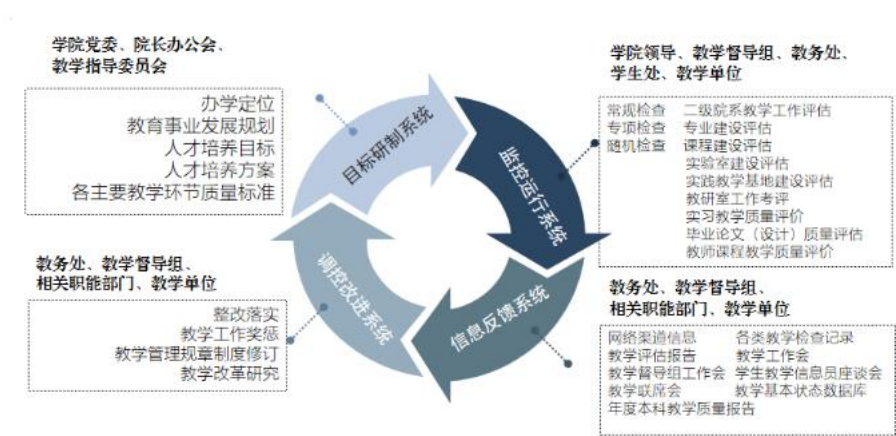 学院党委、院长办公会、
教学指导委员会
办学定位
教育事业发展规划
人才培养目标
人才培养方案
各主要教学环节质量标准
目标研制系统
监控运行系统
信息反馈系统
调控改进系统
学院领导、教学督导组、教务处、
学生处、教学单位
常规检查 二级院系教学工作评估
专项检查 专业建设评估
随机检查 课程建设评估
实验室建设评估
实践教学基地建设评估
教研室工作考评
实习教学质量评价
毕业论文（设计）质量评估
教师课程教学质量评价
教务处、教学督导组、
相关职能部门、教学单位
整改落实
教学工作奖惩
教学管理规章制度修订
教学改革研究
教务处、教学督导组、
相关职能部门、教学单位
网络渠道信息 各类教学检查记录
教学评估报告 教学工作会
教学督导组工作会 学生教学信息员座谈会
教学联席会 教学基本状态数据库
年度本科教学质量报告